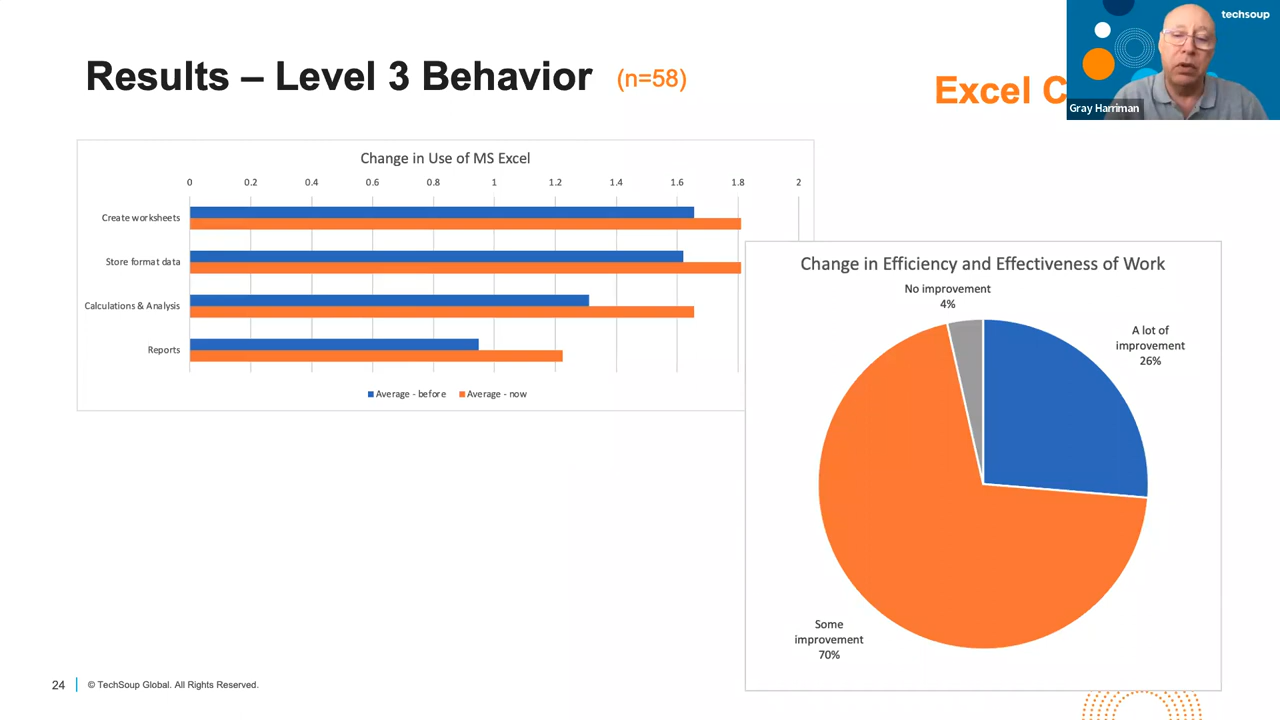 techsoup
Gray Harriman
Results – Level 3 Behavior (n=58)
Excel C
Change in Use of MS Excel
0 0.2 0.4 0.6 0.8 1 1.2 1.4 1.6 1.8 2
Create worksheets
Store format data
Calculations & Analysis
Reports
Average - before Average - now
Change in Efficiency and Effectiveness of Work
No improvement
4%
A lot of
improvement
26%
Some
improvement
70%
24 © TechSoup Global. All Rights Reserved.